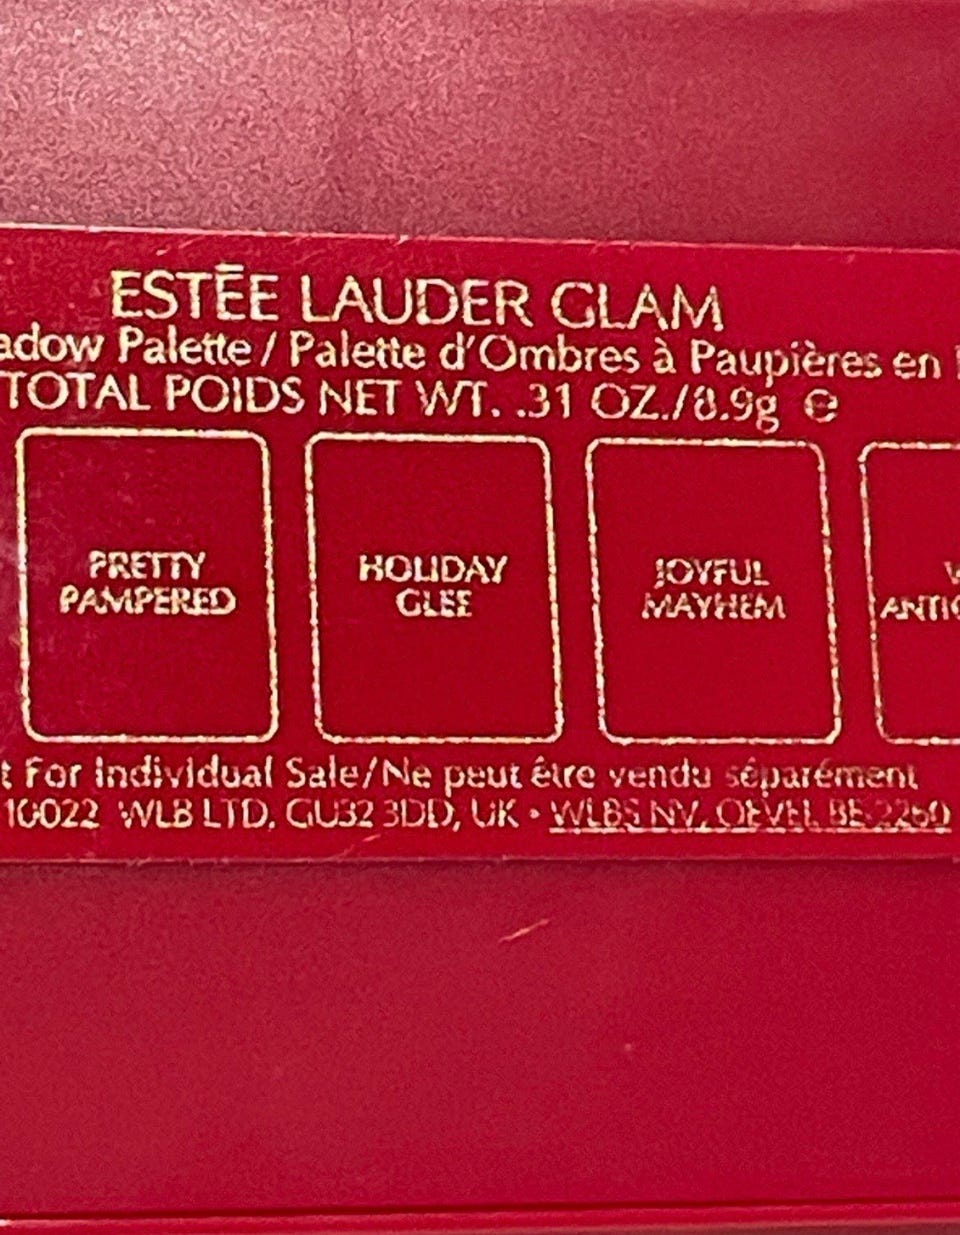 ESTĒE LAUDER GLAM
adow Palette / Palette d'Ombres à Paupières en
TOTAL POIDS NET WT. .31 OZ./8.9g ℮
PRETTY
PAMPERED
HOLIDAY
GLEE
JOYFUL
MAYHEM
ANTIC
t For Individual Sale/Ne peut être vendu séparément
10022 WLB LTD, GU32 3DD, UK • WLBS NV, OEVEL BE 2260